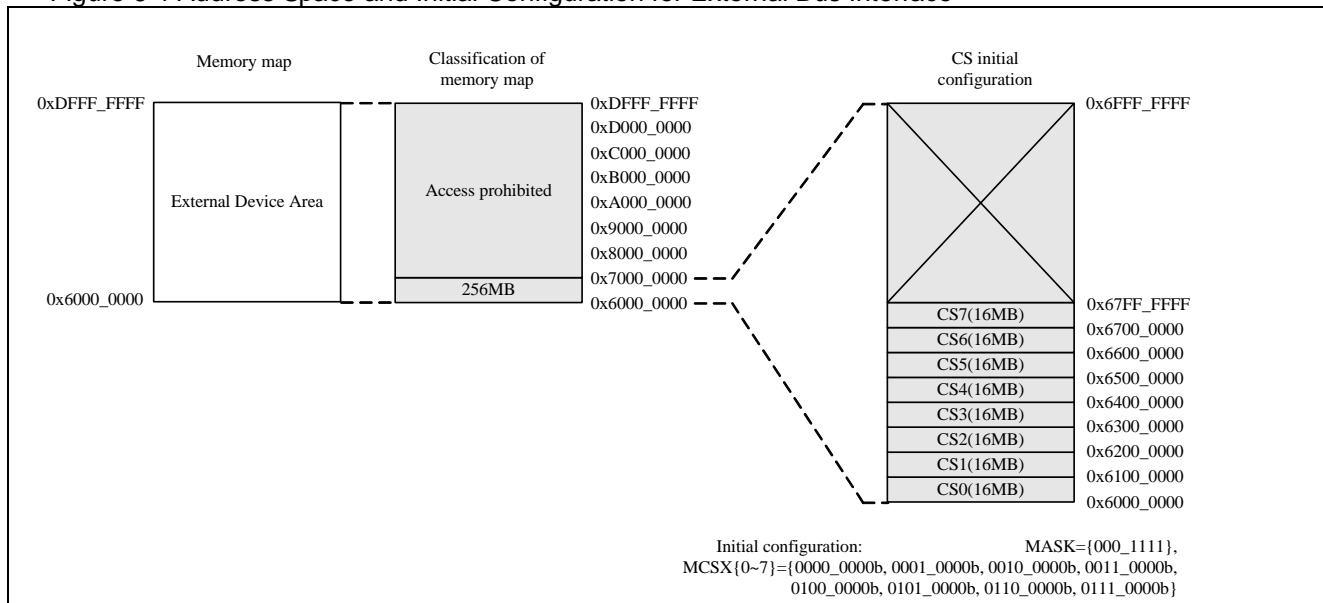 Memory map
Classification of
memory map
CS initial
configuration
0xDFFF_FFFF
0xDFFF_FFFF
0x6FFF_FFFF
0xD000_0000
0xC000_0000
0xB000_0000
External Device Area
Access prohibited
0xA000_0000
0x9000_0000
0x8000_0000
0x7000_0000
0x6000_0000
256MB
0x6000_0000
0x67FF_FFFF
CS7(16MB)
0x6700_0000
CS6(16MB)
0x6600_0000
CS5(16MB)
0x6500_0000
CS4(16MB)
0x6400_0000
CS3(16MB)
0x6300_0000
CS2(16MB)
0x6200_0000
CS1(16MB)
0x6100_0000
CS0(16MB)
0x6000_0000
Initial configuration: MASK={000_1111},
MCSX{0~7}={0000_0000b, 0001_0000b, 0010_0000b, 0011_0000b,
0100_0000b, 0101_0000b, 0110_0000b, 0111_0000b}